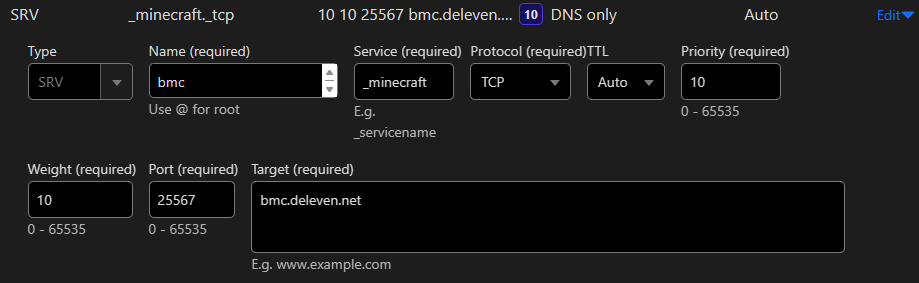 SRV _minecraft._tcp 10 10 25567 bmc.deleven.... 10 DNS only Auto Edit
Type Name (required) Service (required) Protocol (required) TTL Priority (required)
SRV bmc _minecraft TCP Auto 10
Use @ for root E.g. 0 - 65535
_servicename
Weight (required) Port (required) Target (required)
10 25567 bmc.deleven.net
0 - 65535 0 - 65535
E.g. www.example.com